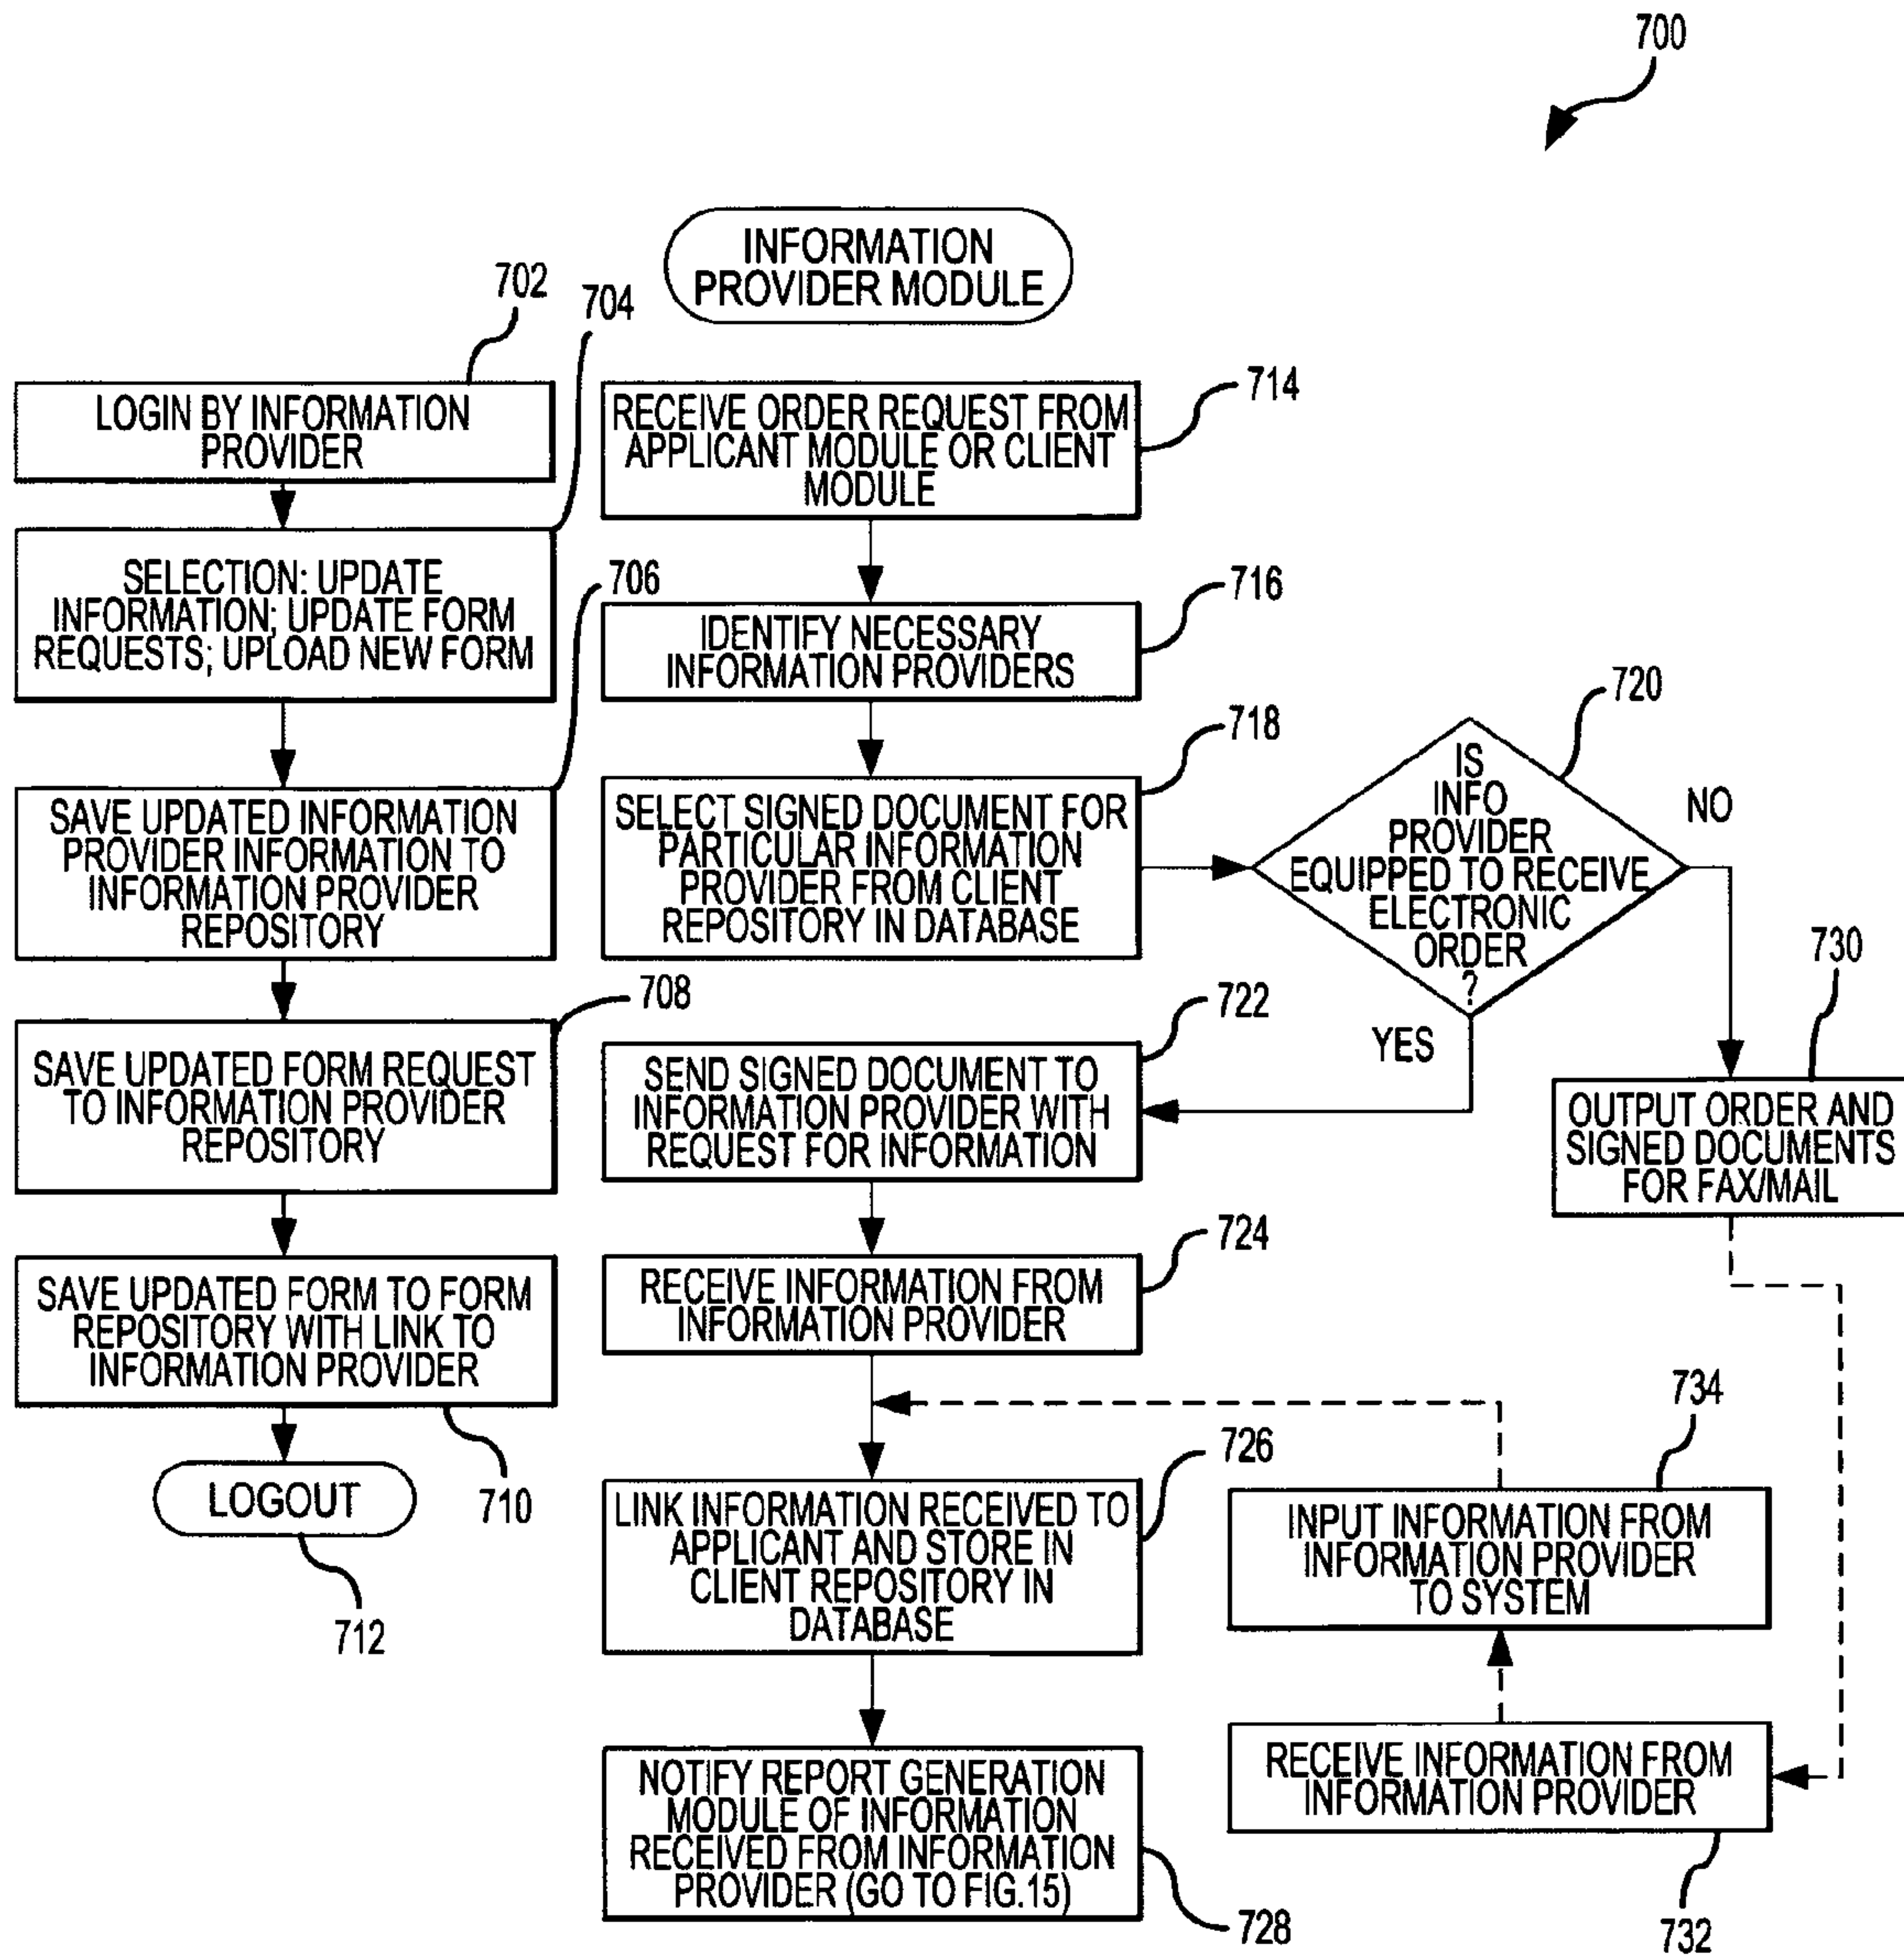 700
INFORMATION
PROVIDER MODULE
702
LOGIN BY INFORMATION
PROVIDER
704
SELECTION: UPDATE
INFORMATION; UPDATE FORM
REQUESTS; UPLOAD NEW FORM
706
SAVE UPDATED INFORMATION
PROVIDER INFORMATION TO
INFORMATION PROVIDER
REPOSITORY
708
SAVE UPDATED FORM REQUEST
TO INFORMATION PROVIDER
REPOSITORY
SAVE UPDATED FORM TO FORM
REPOSITORY WITH LINK TO
INFORMATION PROVIDER
710
LOGOUT
712
714
RECEIVE ORDER REQUEST FROM
APPLICANT MODULE OR CLIENT
MODULE
716
IDENTIFY NECESSARY
INFORMATION PROVIDERS
718
SELECT SIGNED DOCUMENT FOR
PARTICULAR INFORMATION
PROVIDER FROM CLIENT
REPOSITORY IN DATABASE
720
IS
INFO
PROVIDER
EQUIPPED TO RECEIVE
ELECTRONIC
ORDER
?
NO
YES
722
SEND SIGNED DOCUMENT TO
INFORMATION PROVIDER WITH
REQUEST FOR INFORMATION
724
RECEIVE INFORMATION FROM
INFORMATION PROVIDER
726
LINK INFORMATION RECEIVED TO
APPLICANT AND STORE IN
CLIENT REPOSITORY IN
DATABASE
NOTIFY REPORT GENERATION
MODULE OF INFORMATION
RECEIVED FROM INFORMATION
PROVIDER (GO TO FIG.15)
728
730
OUTPUT ORDER AND
SIGNED DOCUMENTS
FOR FAX/MAIL
734
INPUT INFORMATION FROM
INFORMATION PROVIDER
TO SYSTEM
RECEIVE INFORMATION FROM
INFORMATION PROVIDER
732